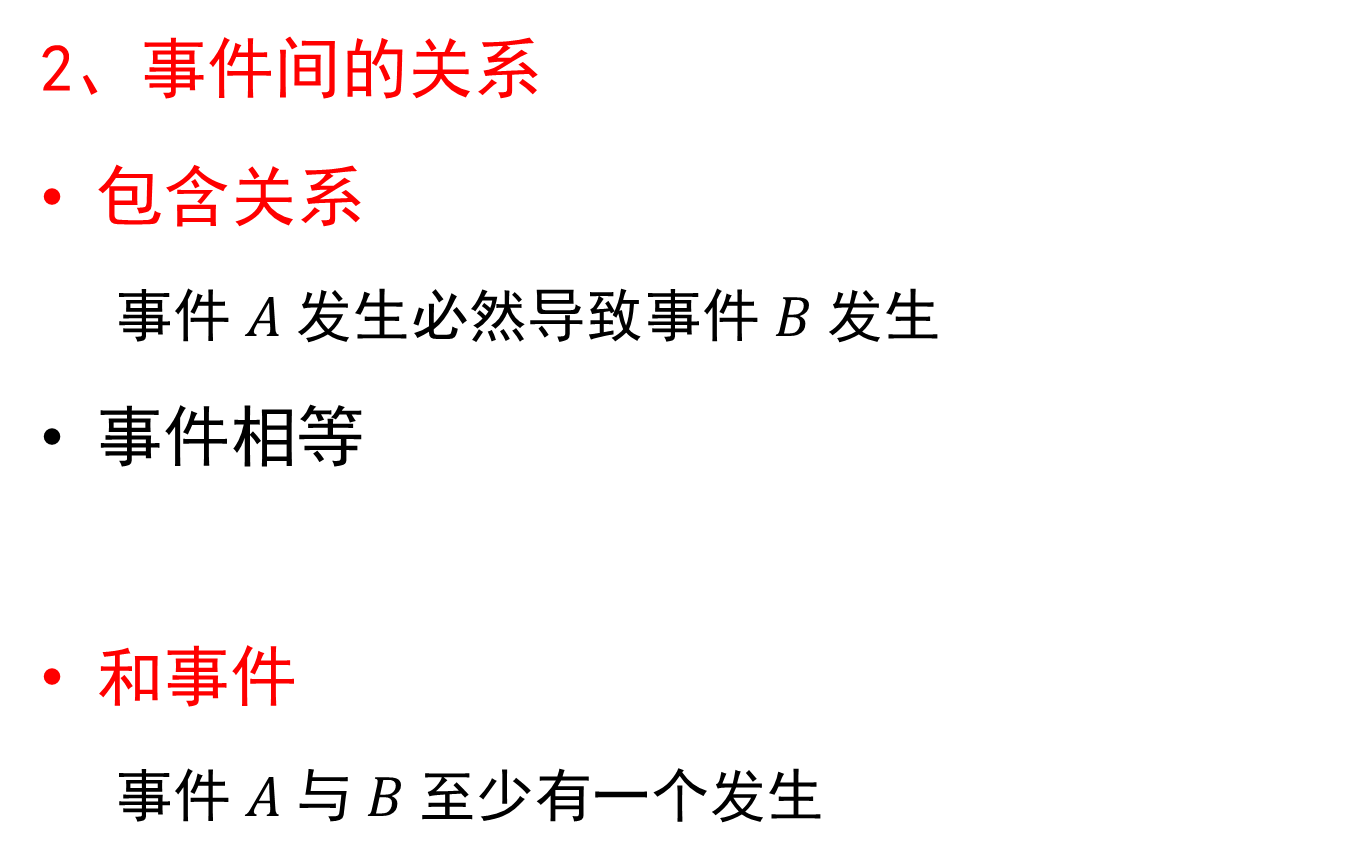 2、事件间的关系
• 包含关系
事件 A 发生必然导致事件 B 发生
• 事件相等
• 和事件
事件 A 与 B 至少有一个发生